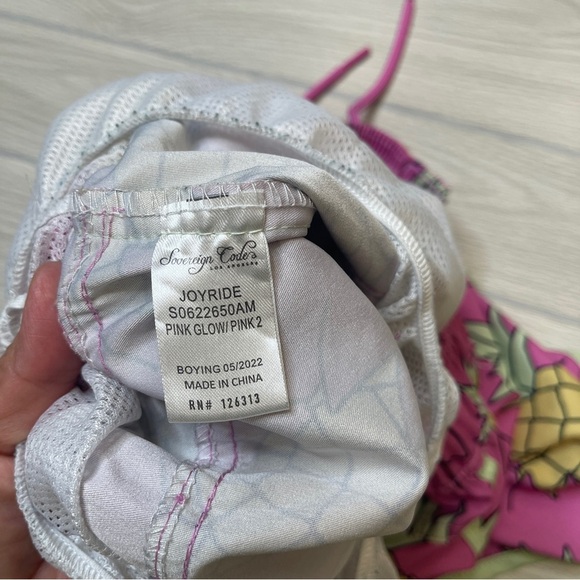 Sovereign Code
LOS ANGELES
JOYRIDE
S0622650AM
PINK GLOW/ PINK 2
BOYING 05/2022
MADE IN CHINA
RN# 126313